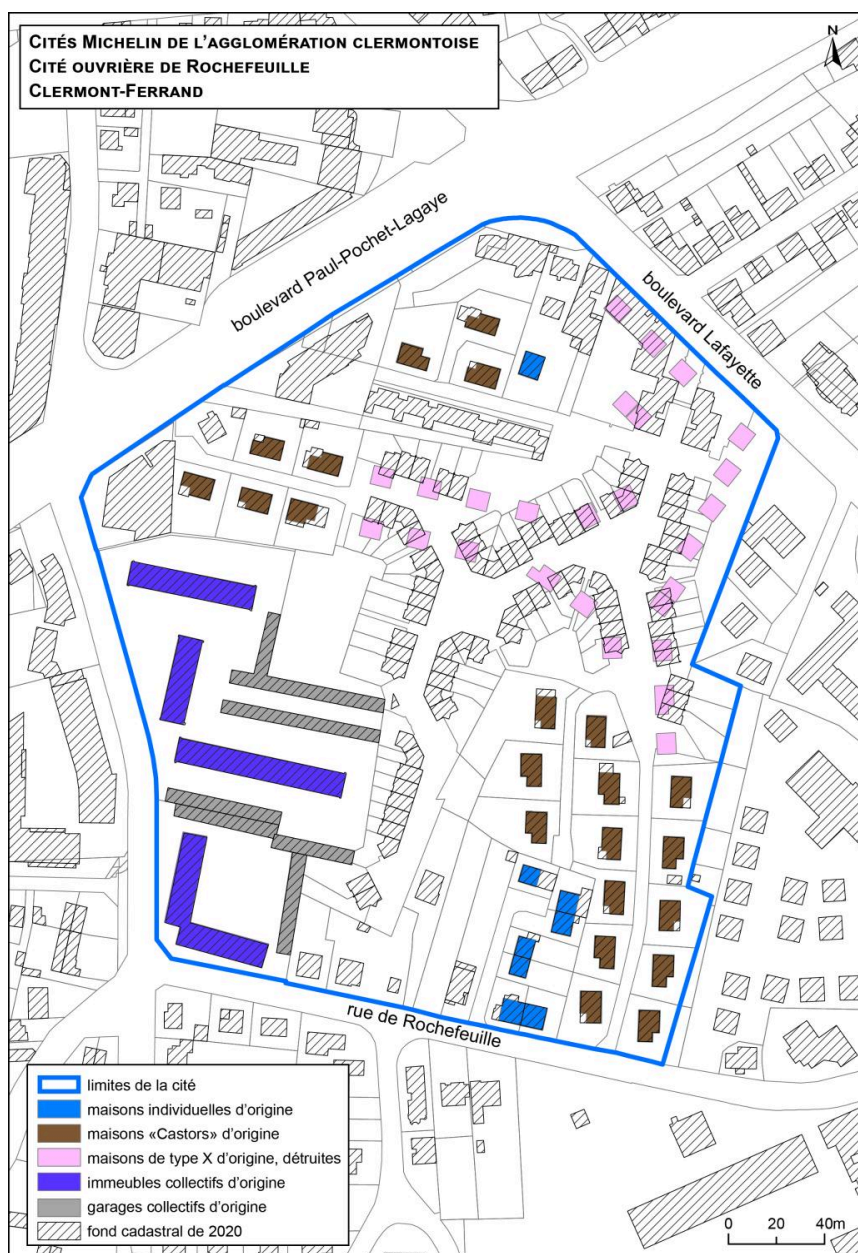 CITÉS MICHELIN DE L'AGGLOMÉRATION CLERMONTOISE
CITÉ OUVRIÈRE DE ROCHEFEUILLE
CLERMONT-FERRAND
N
boulevard Paul-Pochet-Lagaye
boulevard Lafayette
rue de Rochefeuille
limites de la cité
maisons individuelles d'origine
maisons «Castors» d'origine
maisons de type X d'origine, détruites
immeubles collectifs d'origine
garages collectifs d'origine
fond cadastral de 2020
0 20 40m